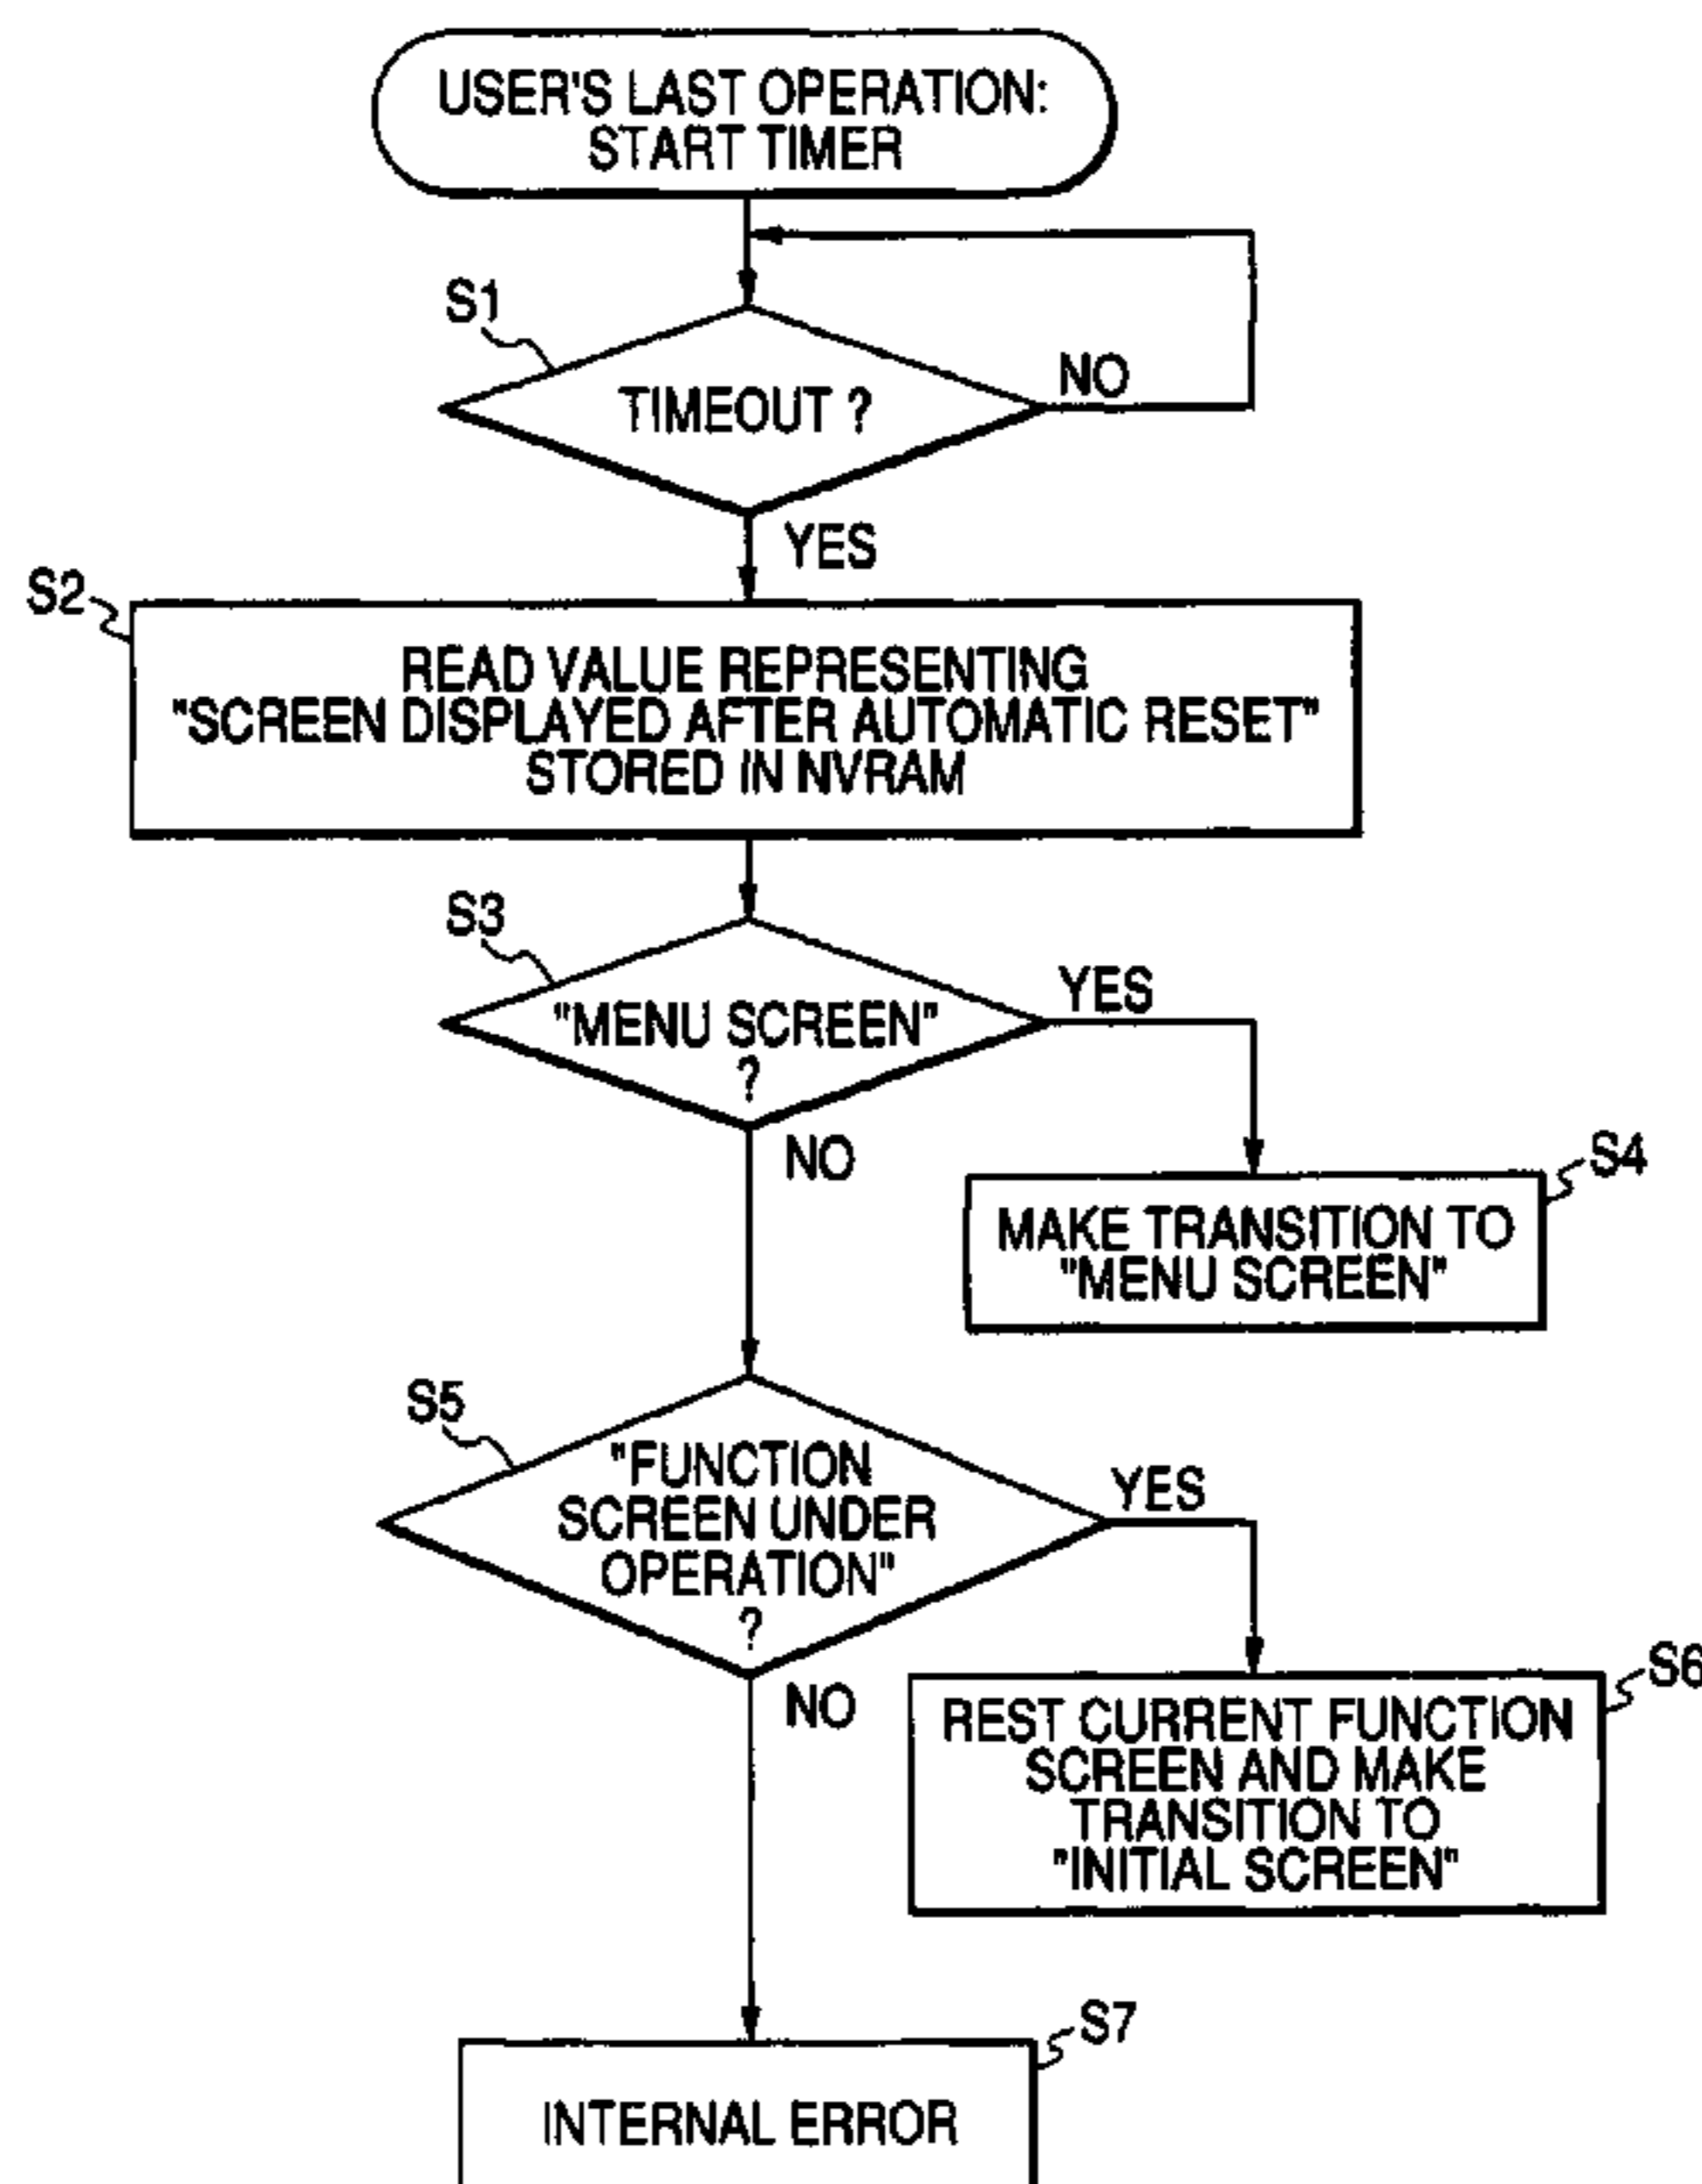 USER'S LAST OPERATION:
START TIMER
S1
TIMEOUT ?
NO
YES
S2
READ VALUE REPRESENTING
"SCREEN DISPLAYED AFTER AUTOMATIC RESET"
STORED IN NVRAM
S3
"MENU SCREEN"
?
YES
NO
S4
MAKE TRANSITION TO
"MENU SCREEN"
S5
"FUNCTION
SCREEN UNDER
OPERATION"
?
YES
NO
S6
REST CURRENT FUNCTION
SCREEN AND MAKE
TRANSITION TO
"INITIAL SCREEN"
S7
INTERNAL ERROR